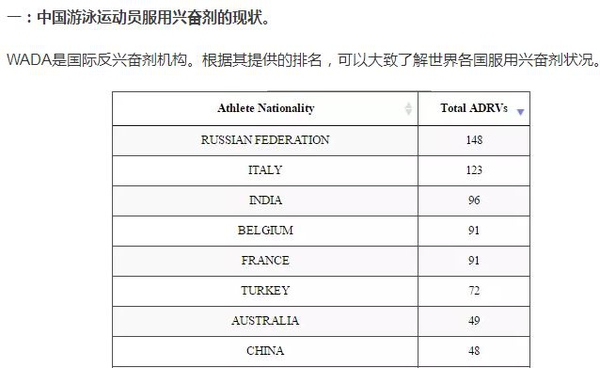 一：中国游泳运动员服用兴奋剂的现状。
WADA是国际反兴奋剂机构。根据其提供的排名，可以大致了解世界各国服用兴奋剂状况。
Athlete Nationality Total ADRVs
RUSSIAN FEDERATION 148
ITALY 123
INDIA 96
BELGIUM 91
FRANCE 91
TURKEY 72
AUSTRALIA 49
CHINA 48